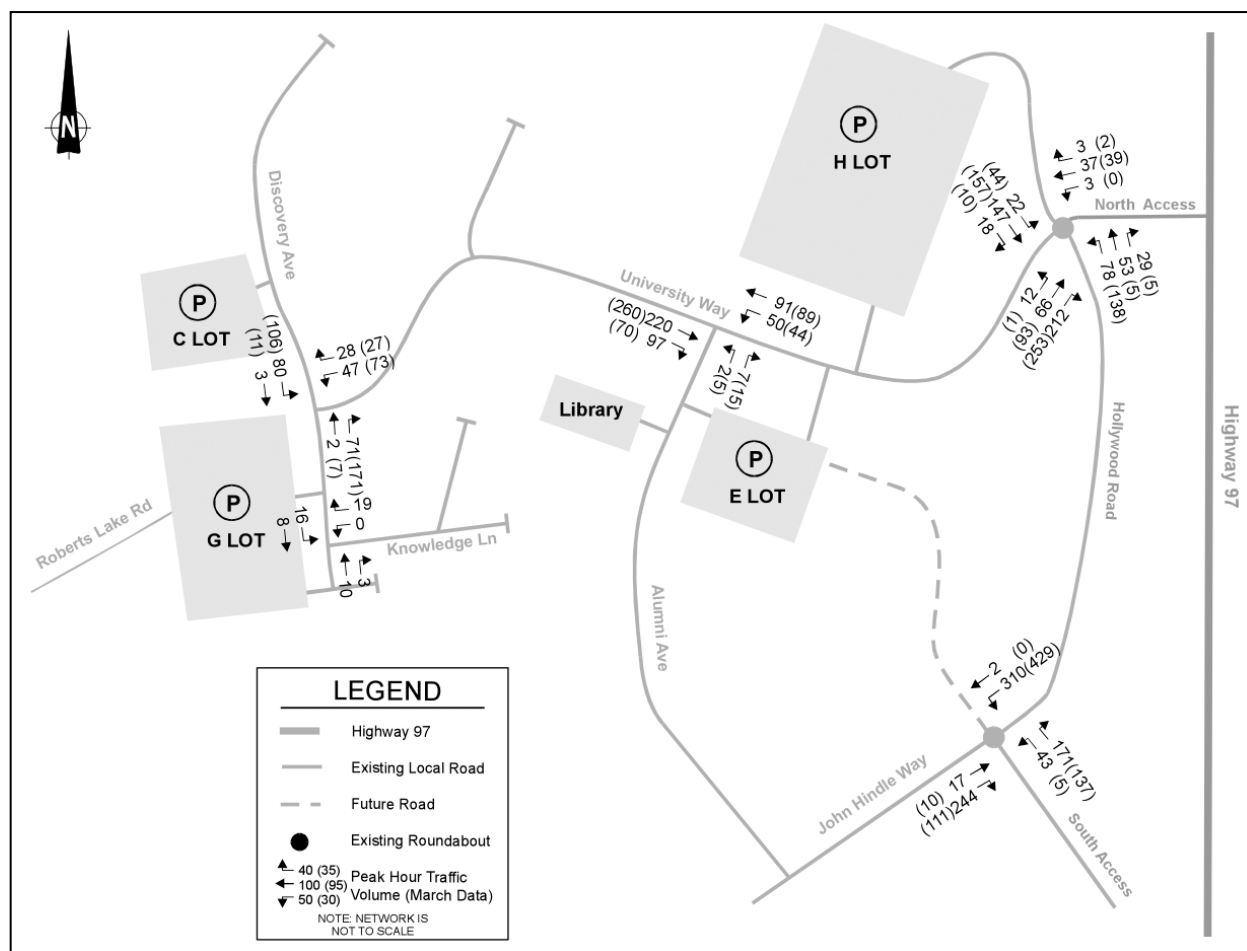 N
Discovery Ave
P
C LOT
(106) 80
(11) 3
28 (27)
47 (73)
71(171)
2 (7)
P
G LOT
Roberts Lake Rd
16
8
19
0
Knowledge Ln
3
10
University Way
(260)220
(70) 97
91(89)
50(44)
7(15)
2(5)
Library
P
E LOT
P
H LOT
(44) 22
(157)147
(10) 18
3 (2)
37(39)
3 (0)
North Access
29 (5)
53 (5)
78 (138)
(1) 12
(93) 66
(253)212
Hollywood Road
Highway 97
Alumni Ave
2 (0)
310(429)
171(137)
43 (5)
(10) 17
(111)244
John Hindle Way
South Access
LEGEND
Highway 97
Existing Local Road
Future Road
Existing Roundabout
40 (35)
100 (95)
50 (30)
Peak Hour Traffic
Volume (March Data)
NOTE: NETWORK IS
NOT TO SCALE